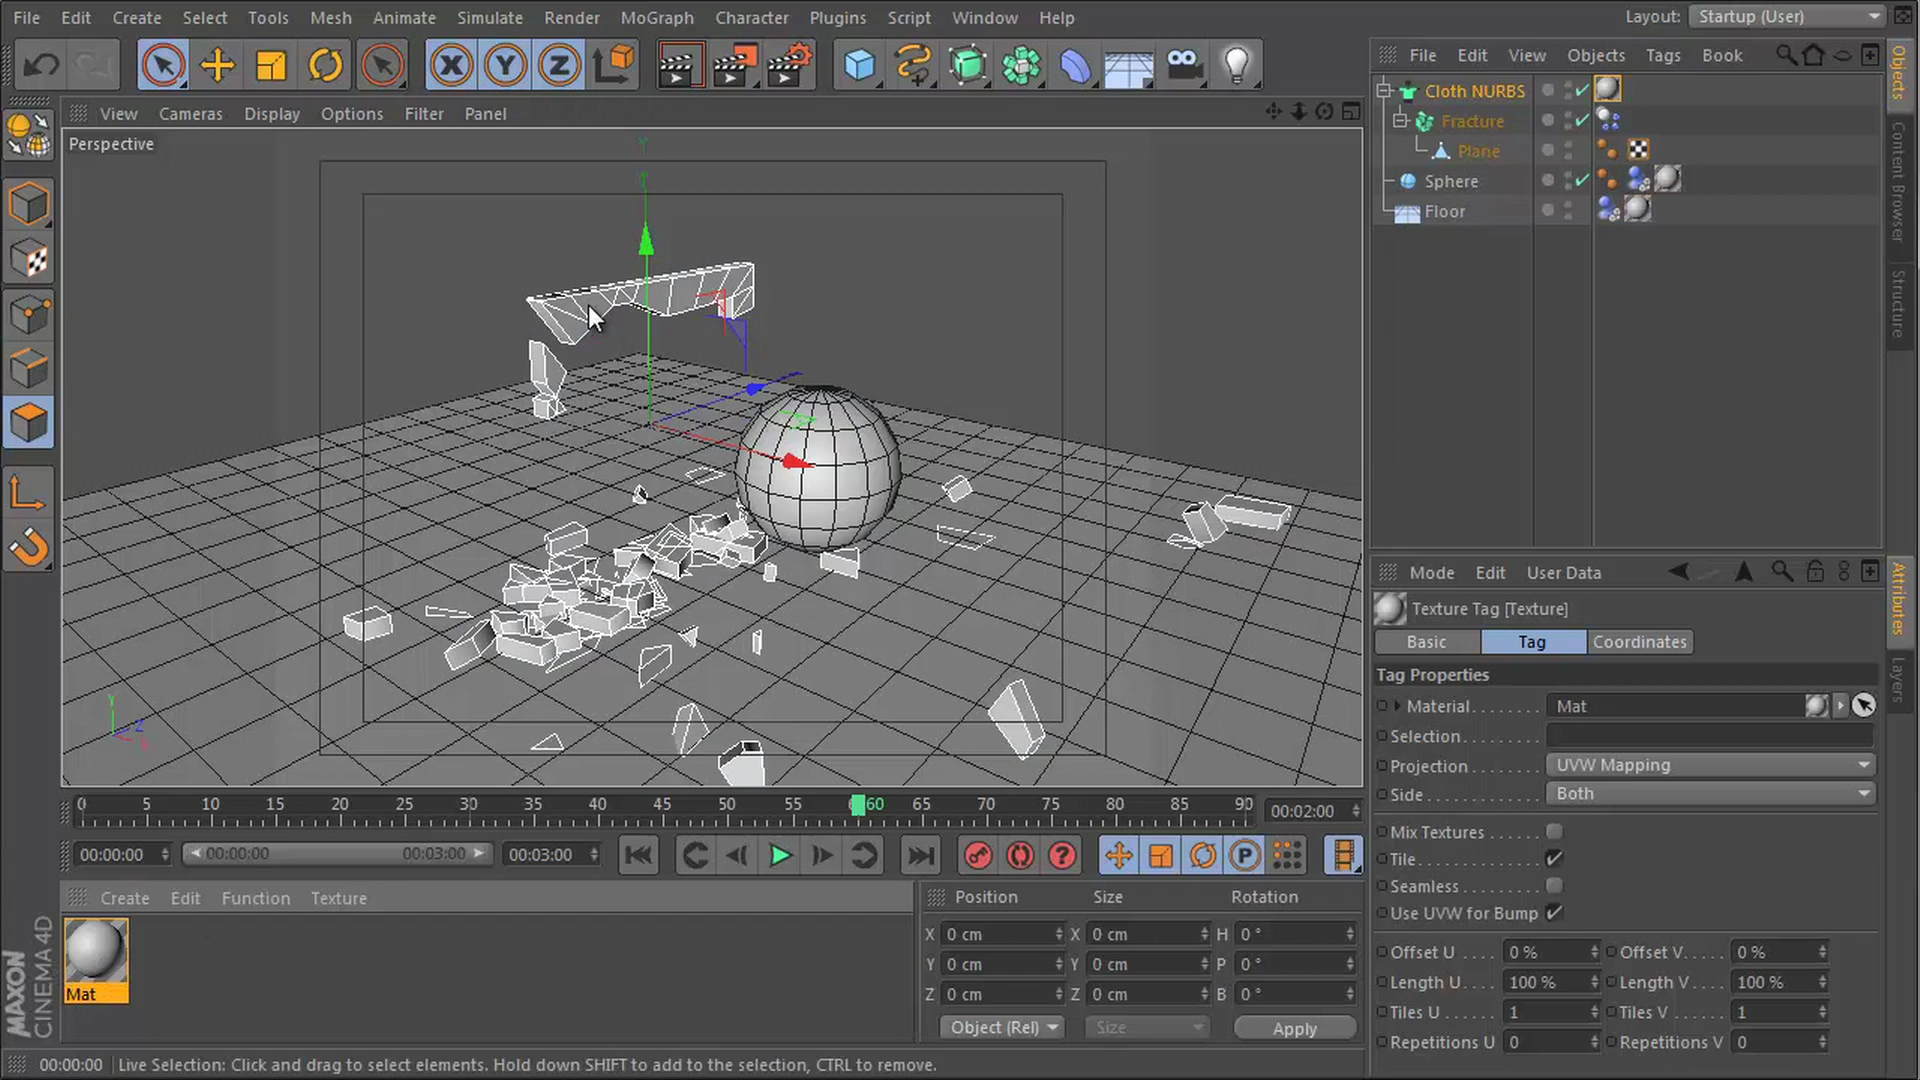 File Edit Create Select Tools Mesh Animate Simulate Render MoGraph Character Plugins Script Window Help
Layout: Startup (User)
X Y Z
View Cameras Display Options Filter Panel
Perspective
Y
Y
Z
X
0 5 10 15 20 25 30 35 40 45 50 55 60 65 70 75 80 85 90 00:02:00
00:00:00 00:00:00 00:03:00 00:03:00
P
Create Edit Function Texture
Mat
MAXON
CINEMA 4D
Position Size Rotation
X 0 cm X 0 cm H 0 °
Y 0 cm Y 0 cm P 0 °
Z 0 cm Z 0 cm B 0 °
Object (Rel) Size Apply
00:00:00 Live Selection: Click and drag to select elements. Hold down SHIFT to add to the selection, CTRL to remove.
File Edit View Objects Tags Book
Cloth NURBS
Fracture
Plane
Sphere
Floor
Objects
Content Browser
Structure
Mode Edit User Data
Texture Tag [Texture]
Basic Tag Coordinates
Tag Properties
Material Mat
Selection
Projection UVW Mapping
Side Both
Mix Textures
Tile
Seamless
Use UVW for Bump
Offset U 0 % Offset V 0 %
Length U 100 % Length V 100 %
Tiles U 1 Tiles V 1
Repetitions U 0 Repetitions V 0
Attributes
Layers